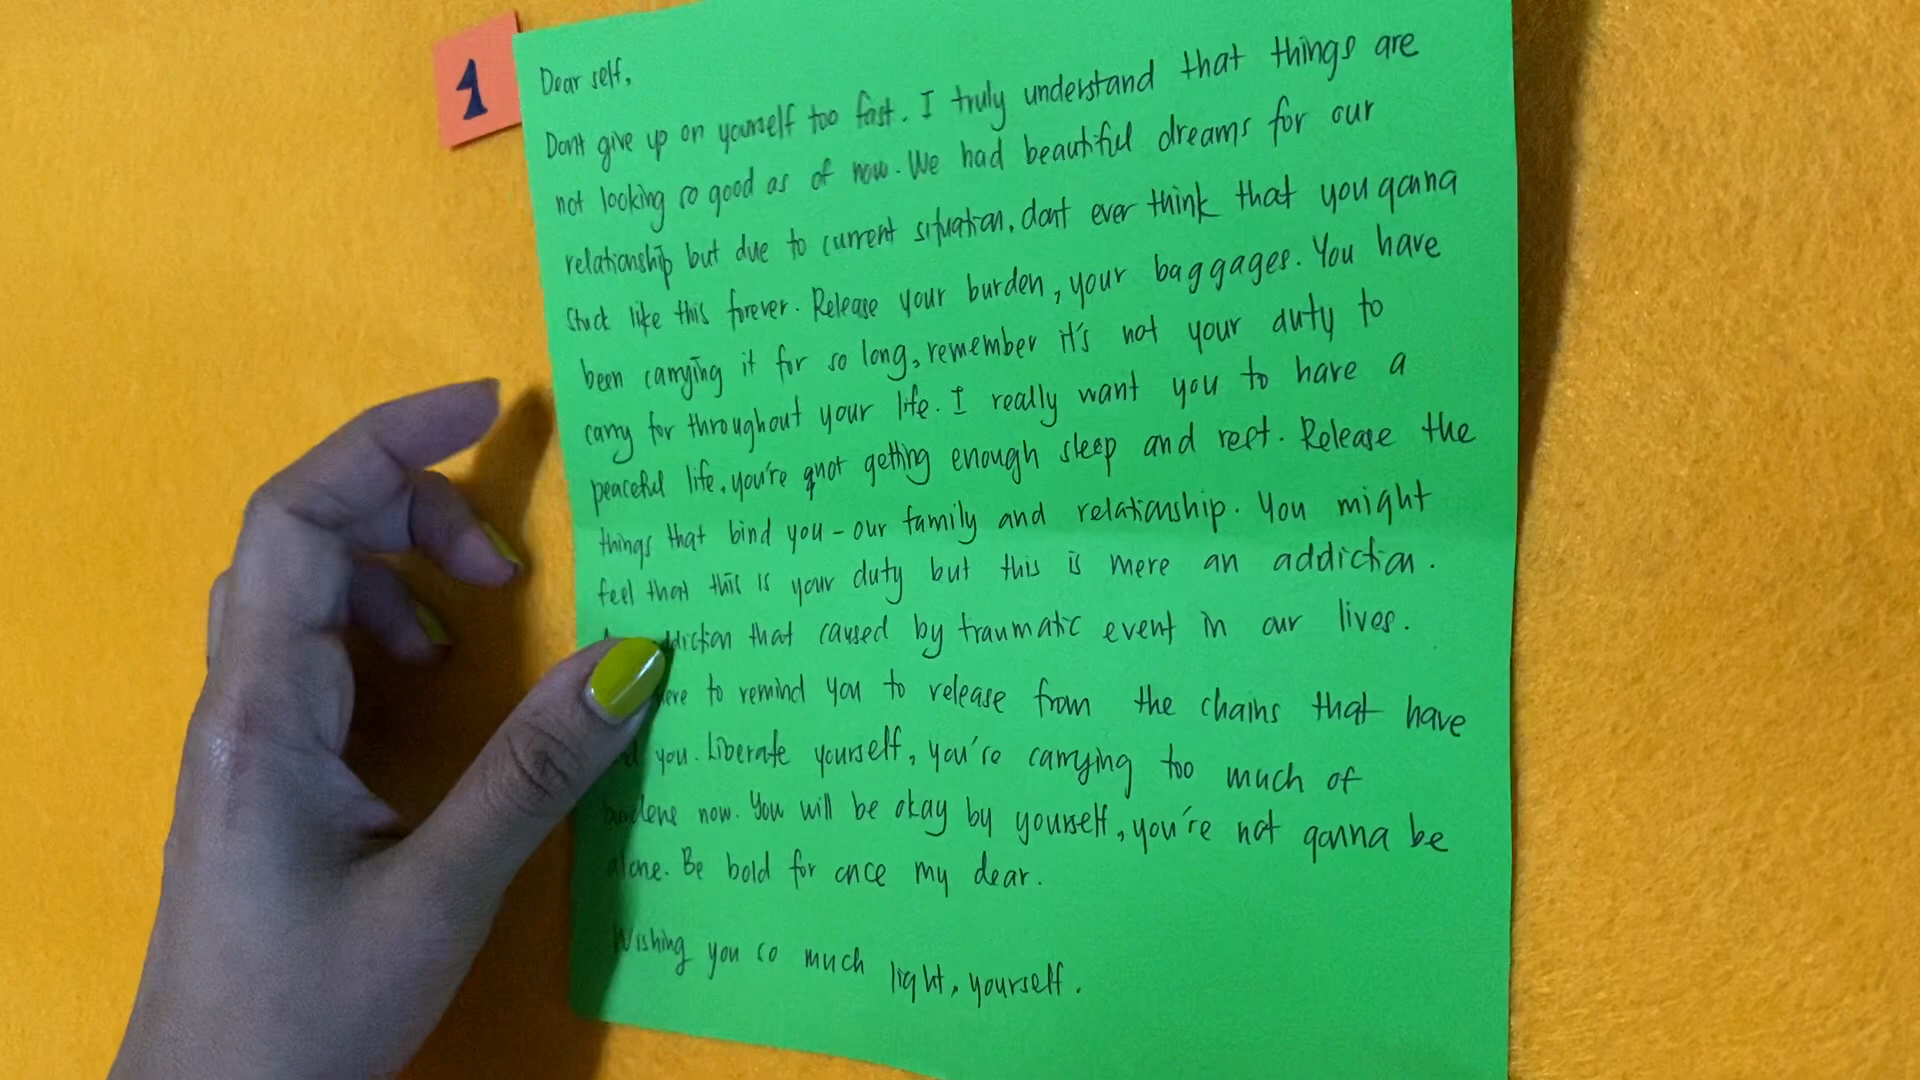 1
Dear self,
Dont give up on yourself too fast. I truly understand that things are
not looking so good as of now. We had beautiful dreams for our
relationship but due to current situation, dont ever think that you gonna
stuck like this forever. Release your burden, your baggages. You have
been carrying it for so long, remember it's not your duty to
carry for throughout your life. I really want you to have a
peaceful life, you're not getting enough sleep and rest. Release the
things that bind you - our family and relationship. You might
feel that this is your duty but this is mere an addiction.
that caused by traumatic event in our lives.
to remind you to release from the chains that have
you. Liberate yourself, you're carrying too much of
burdens now. You will be okay by yourself, you're not gonna be
alone. Be bold for once my dear.
Wishing you so much light, yourself.